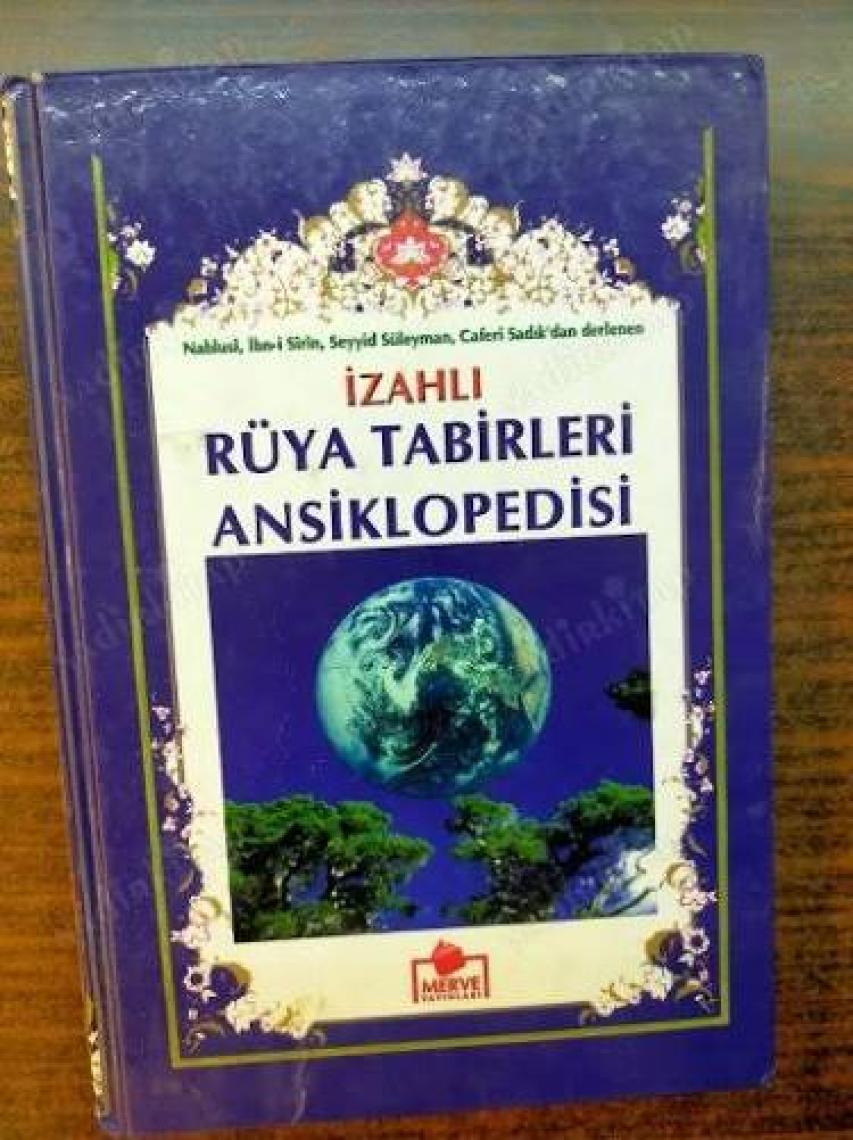 Nablusi, İbn-i Sirin, Seyyid Süleyman, Caferi Sadık'dan derlenen
İZAHLI
RÜYA TABİRLERİ
ANSİKLOPEDİSİ
MERVE
YAYINLARI